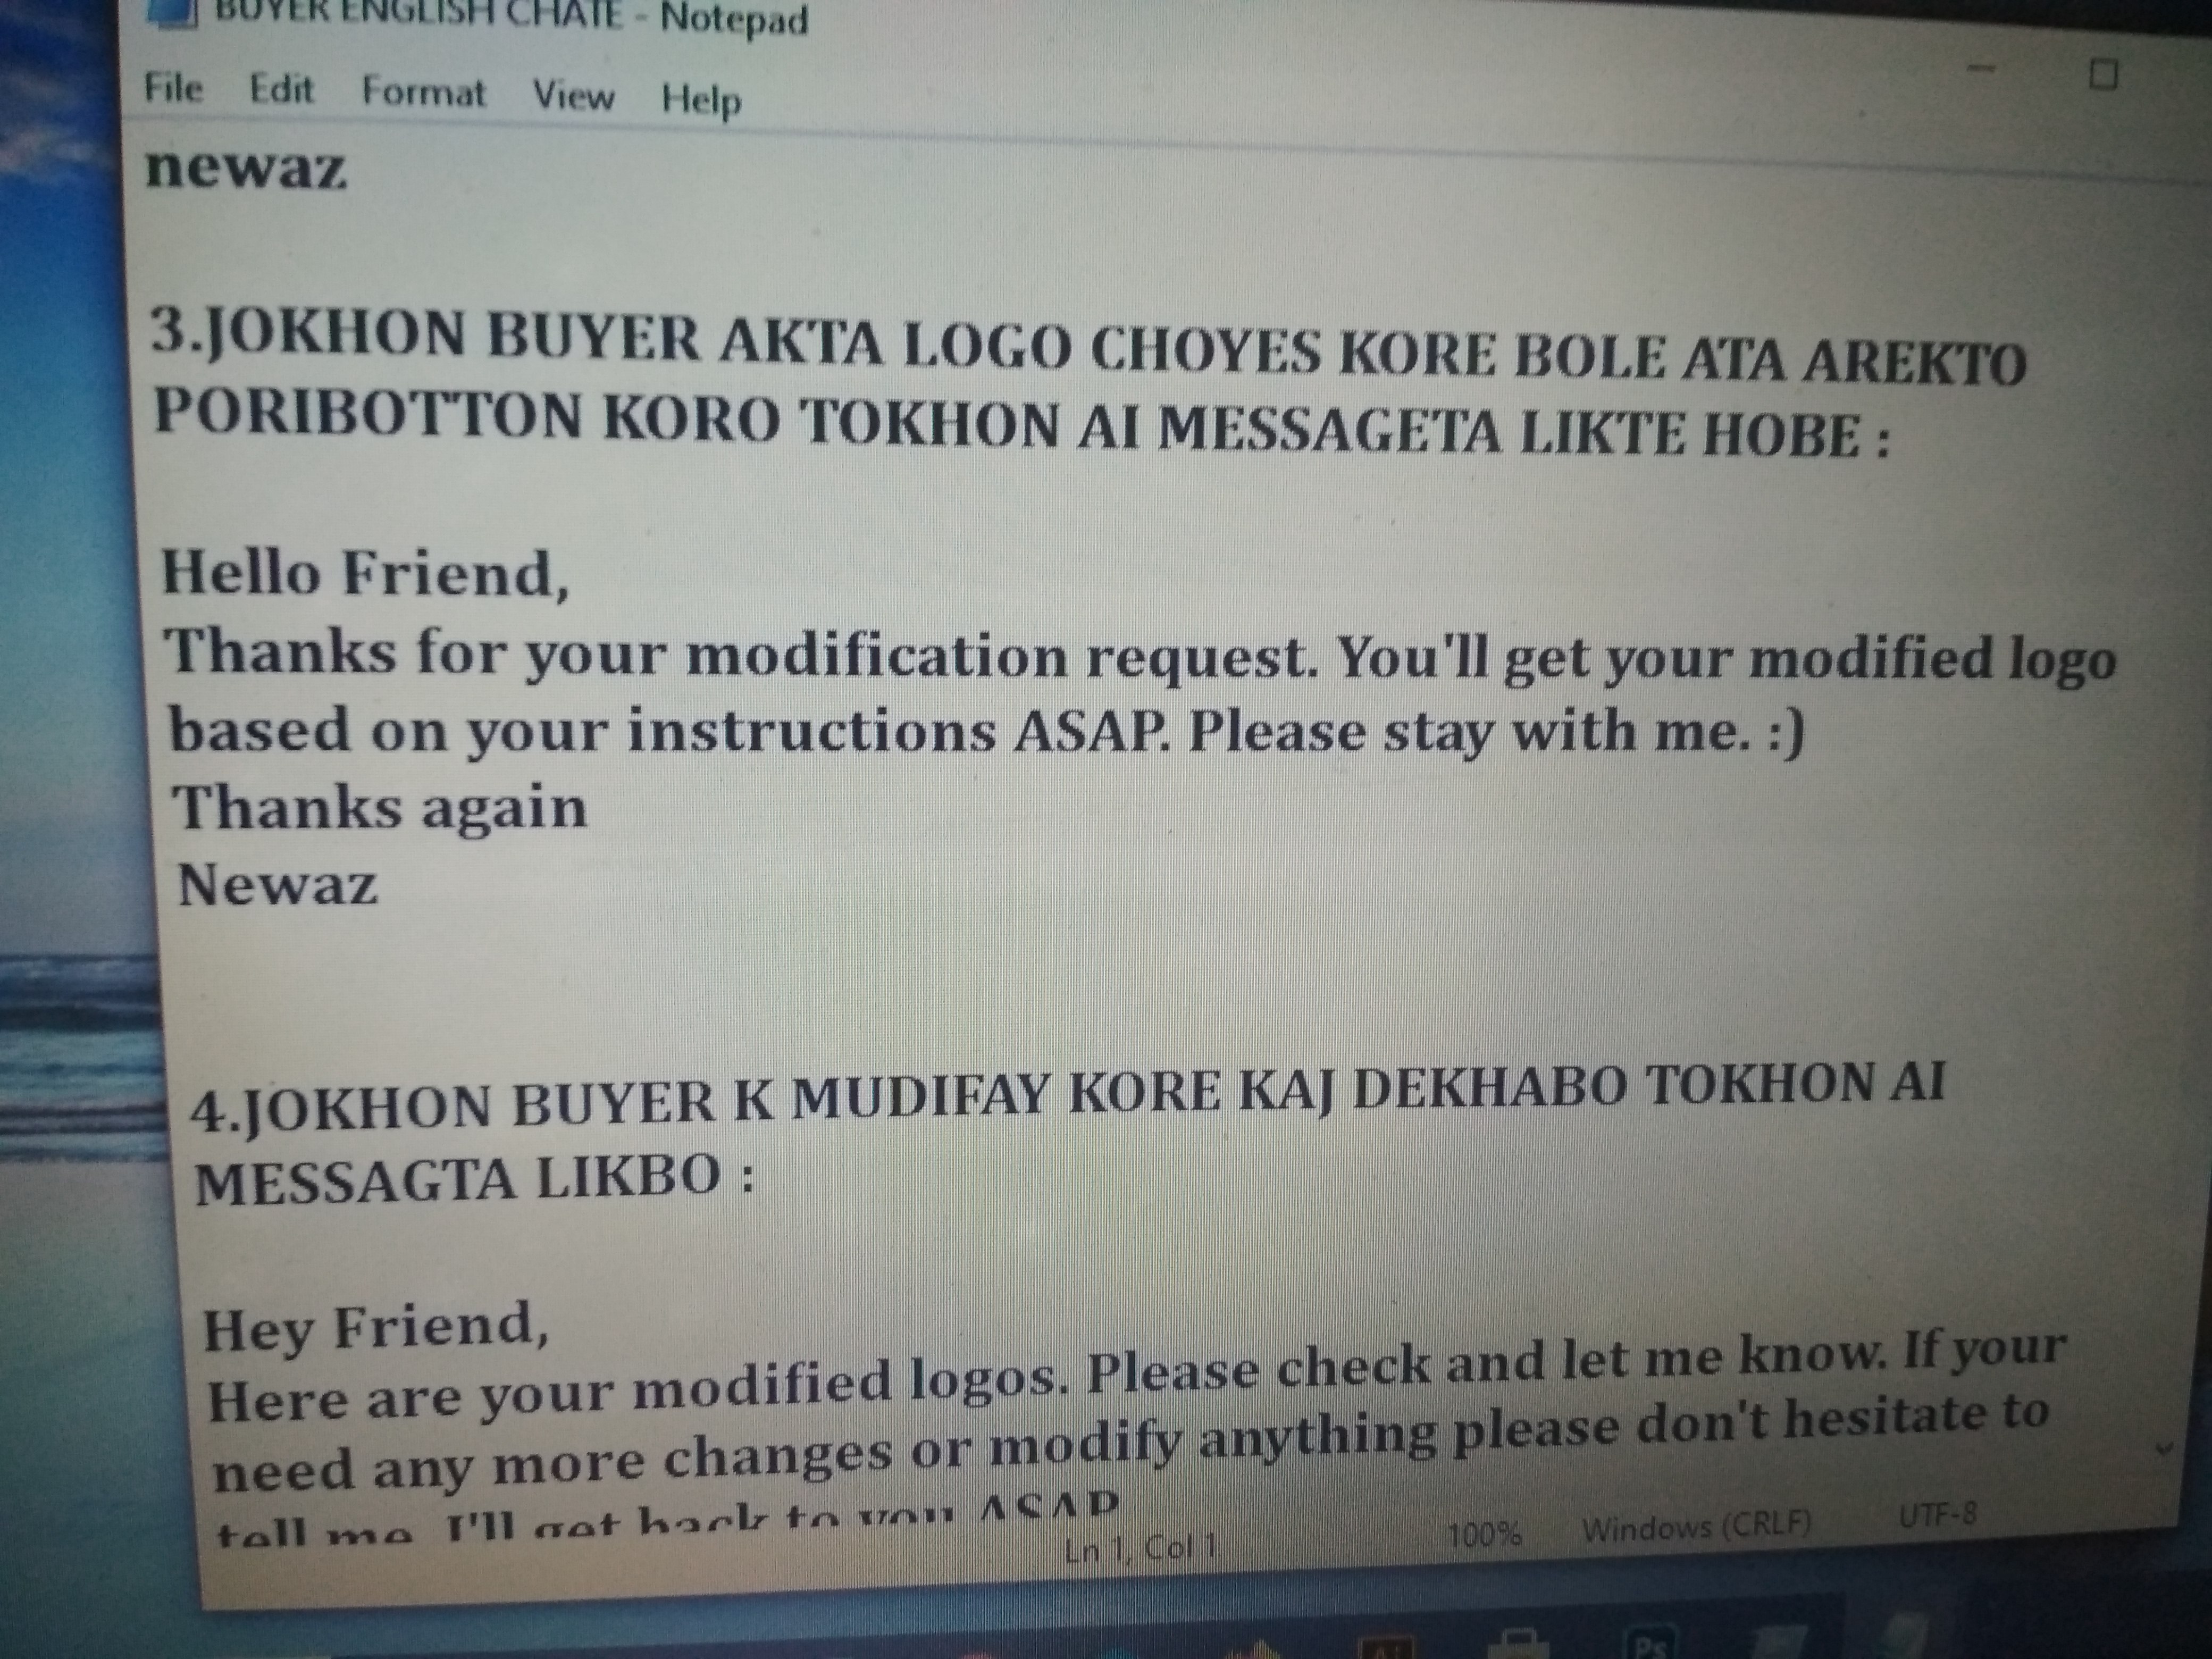 BUYER ENGLISH CHATE - Notepad
File Edit Format View Help
newaz
3.JOKHON BUYER AKTA LOGO CHOYES KORE BOLE ATA AREKTO
PORIBOTTON KORO TOKHON AI MESSAGETA LIKTE HOBE :
Hello Friend,
Thanks for your modification request. You'll get your modified logo
based on your instructions ASAP. Please stay with me. :)
Thanks again
Newaz
4.JOKHON BUYER K MUDIFAY KORE KAJ DEKHABO TOKHON AI
MESSAGTA LIKBO :
Hey Friend,
Here are your modified logos. Please check and let me know. If your
need any more changes or modify anything please don't hesitate to
tell me. I'll get back to you ASAP
Ln 1, Col 1 100% Windows (CRLF) UTF-8
Ai Ps